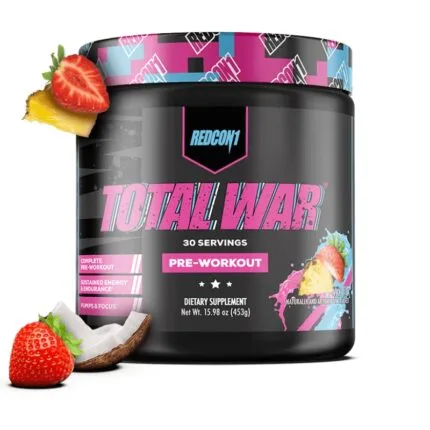 REDCON1
REDCON1
TOTAL WAR
30 SERVINGS
PRE-WORKOUT
COMPLETE
PRE-WORKOUT
SUSTAINED ENERGY
& ENDURANCE
PUMPS & FOCUS
DIETARY SUPPLEMENT
Net Wt. 15.98 oz (453g)